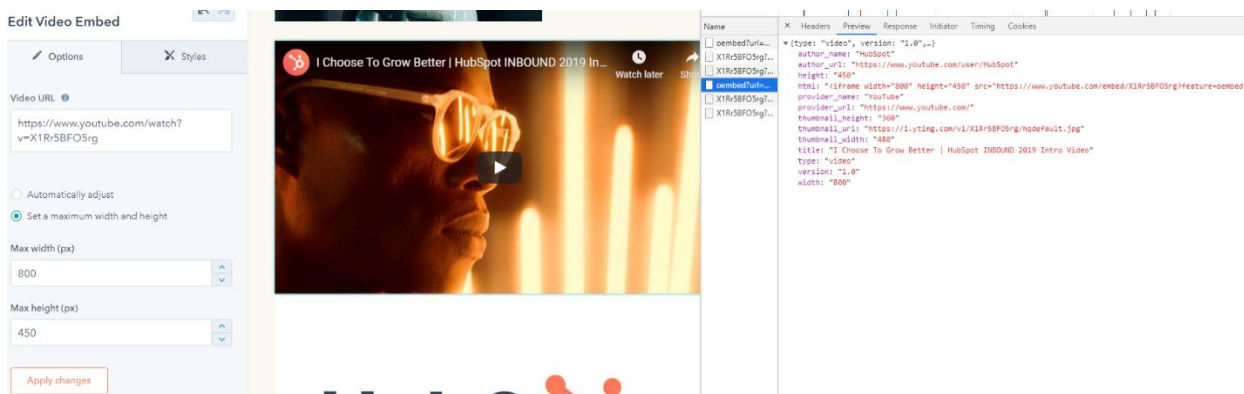 Edit Video Embed
Options
Styles
Video URL
https://www.youtube.com/watch?
v=X1Rr5BFO5rg
Automatically adjust
Set a maximum width and height
Max width (px)
800
Max height (px)
450
Apply changes
I Choose To Grow Better | HubSpot INBOUND 2019 In...
Watch later
Name
oembed?url=...
X1Rr5BFO5rg?...
X1Rr5BFO5rg?...
oembed?url=...
X1Rr5BFO5rg?...
X1Rr5BFO5rg?...
× Headers Preview Response Initiator Timing Cookies
{type: "video", version: "1.0",…}
author_name: "HubSpot"
author_url: "https://www.youtube.com/user/HubSpot"
height: "450"
html: "<iframe width="800" height="450" src="https://www.youtube.com/embed/X1Rr5BFO5rg?feature=oembed
provider_name: "YouTube"
provider_url: "https://www.youtube.com/"
thumbnail_height: "360"
thumbnail_url: "https://i.ytimg.com/vi/X1Rr5BFO5rg/hqdefault.jpg"
thumbnail_width: "480"
title: "I Choose To Grow Better | HubSpot INBOUND 2019 Intro Video"
type: "video"
version: "1.0"
width: "800"